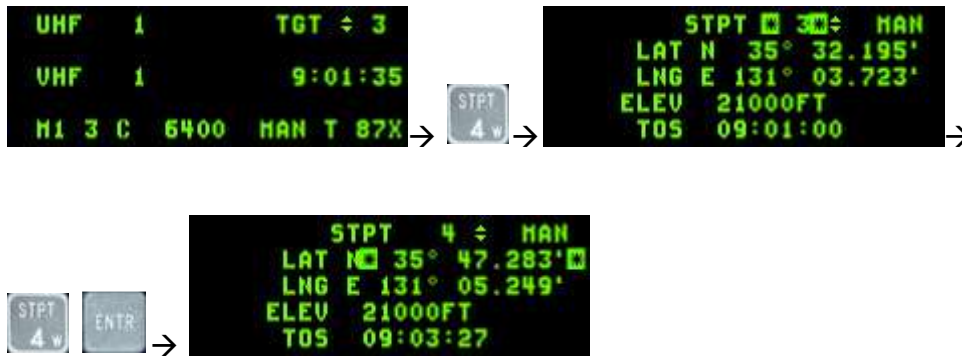 UHF 1 TGT ÷ 3
VHF 1 9:01:35
M1 3 C 6400 MAN T 87X
→
STPT
4 W
→
STPT * 3* ÷ MAN
LAT N 35° 32.195'
LNG E 131° 03.723'
ELEV 21000FT
TOS 09:01:00
→
STPT
4 W
ENTR
→
STPT 4 ÷ MAN
LAT N* 35° 47.283'*
LNG E 131° 05.249'
ELEV 21000FT
TOS 09:03:27